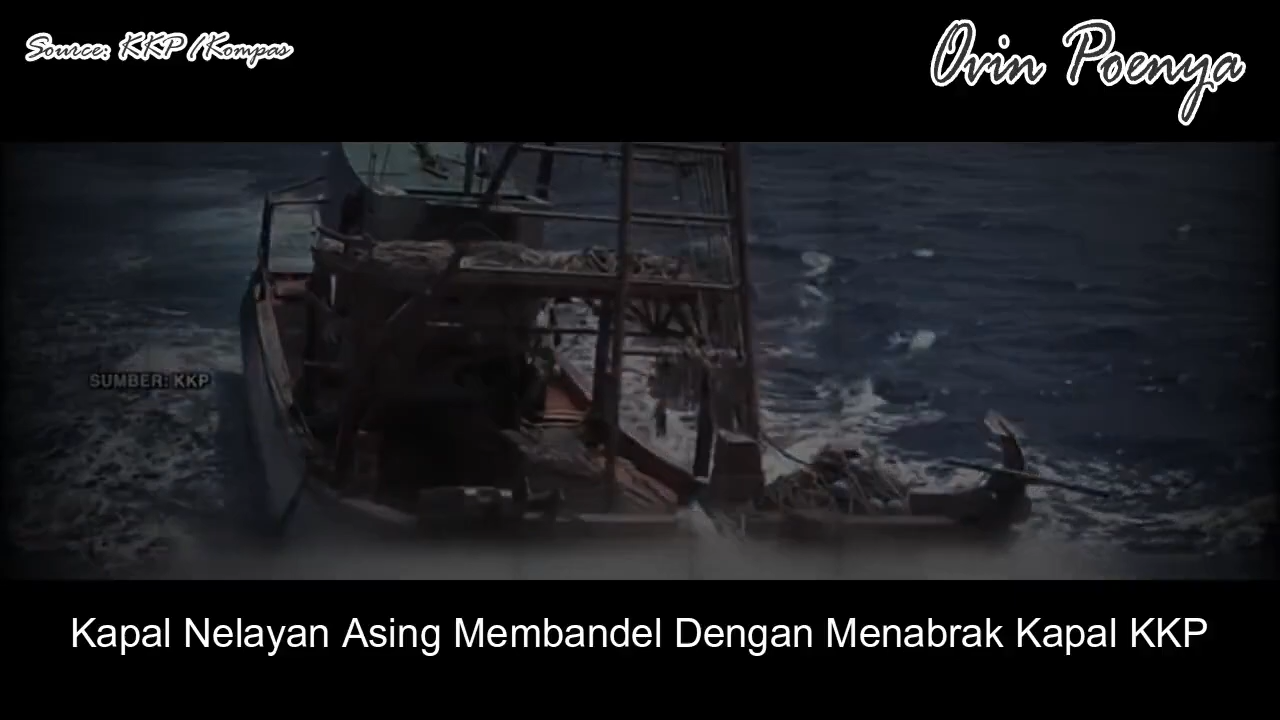 Source: KKP /Kompas
Ovin Poenya
SUMBER: KKP
Kapal Nelayan Asing Membandel Dengan Menabrak Kapal KKP